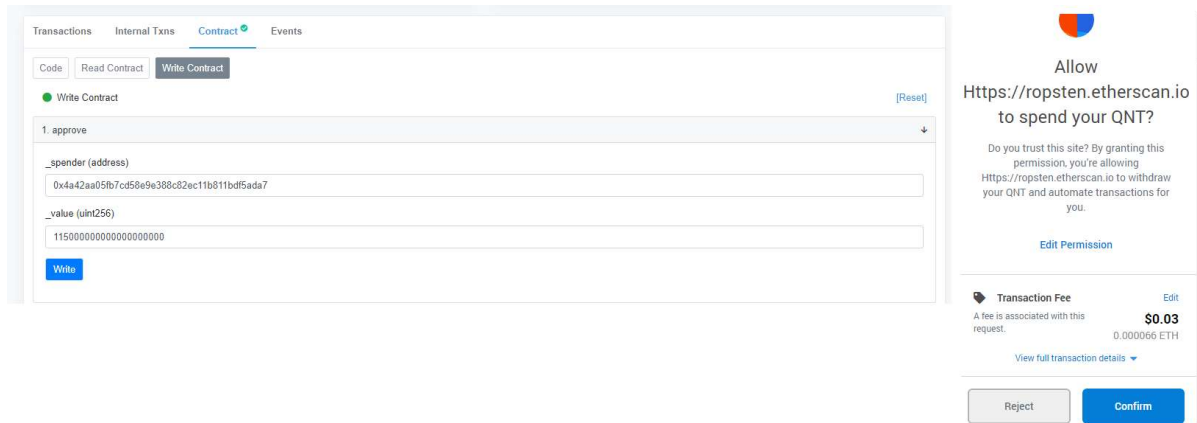 Transactions Internal Txns Contract Events
Code Read Contract Write Contract
Write Contract [Reset]
1. approve
_spender (address)
0x4a42aa05fb7cd58e9e388c82ec11b811bdf5ada7
_value (uint256)
115000000000000000000
Write
Allow
Https://ropsten.etherscan.io
to spend your QNT?
Do you trust this site? By granting this
permission, you're allowing
Https://ropsten.etherscan.io to withdraw
your QNT and automate transactions for
you.
Edit Permission
Transaction Fee Edit
A fee is associated with this
request.
$0.03
0.000066 ETH
View full transaction details
Reject Confirm